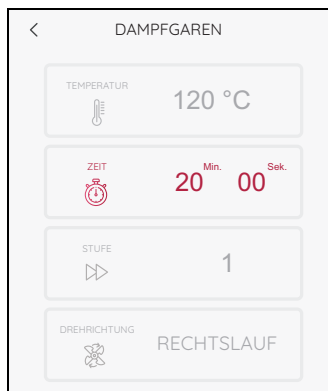 DAMPFGAREN
TEMPERATUR
120 °C
ZEIT
20 Min. 00 Sek.
STUFE
1
DREHRICHTUNG
RECHTSLAUF